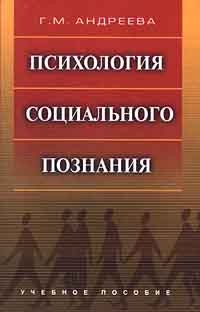 Г.М. АНДРЕЕВА
ПСИХОЛОГИЯ
СОЦИАЛЬНОГО
ПОЗНАНИЯ
УЧЕБНОЕ ПОСОБИЕ